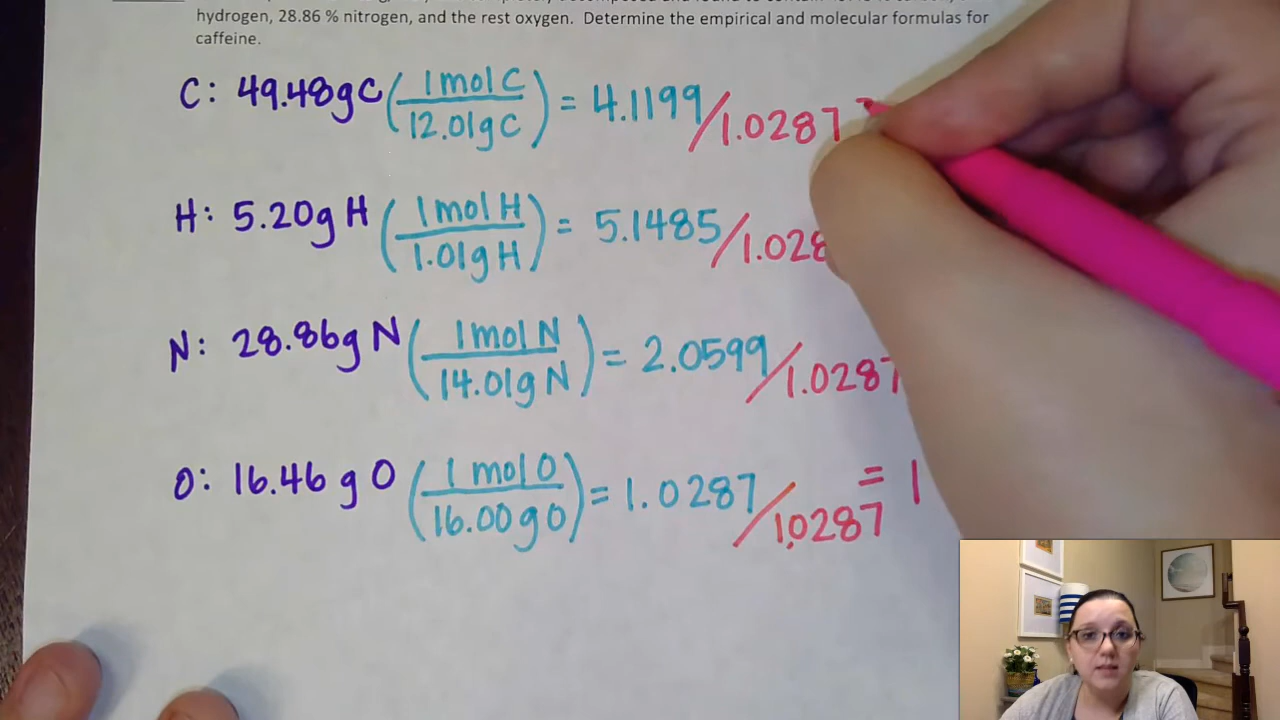 hydrogen, 28.86 % nitrogen, and the rest oxygen. Determine the empirical and molecular formulas for
caffeine.
C: 49.48gC (1 mol C / 12.01gC) = 4.1199/1.0287
H: 5.20g H (1 mol H / 1.01g H) = 5.1485/1.028
N: 28.86g N (1 mol N / 14.01g N) = 2.0599/1.0287
O: 16.46 g O (1 mol O / 16.00 g O) = 1.0287/1.0287 = 1